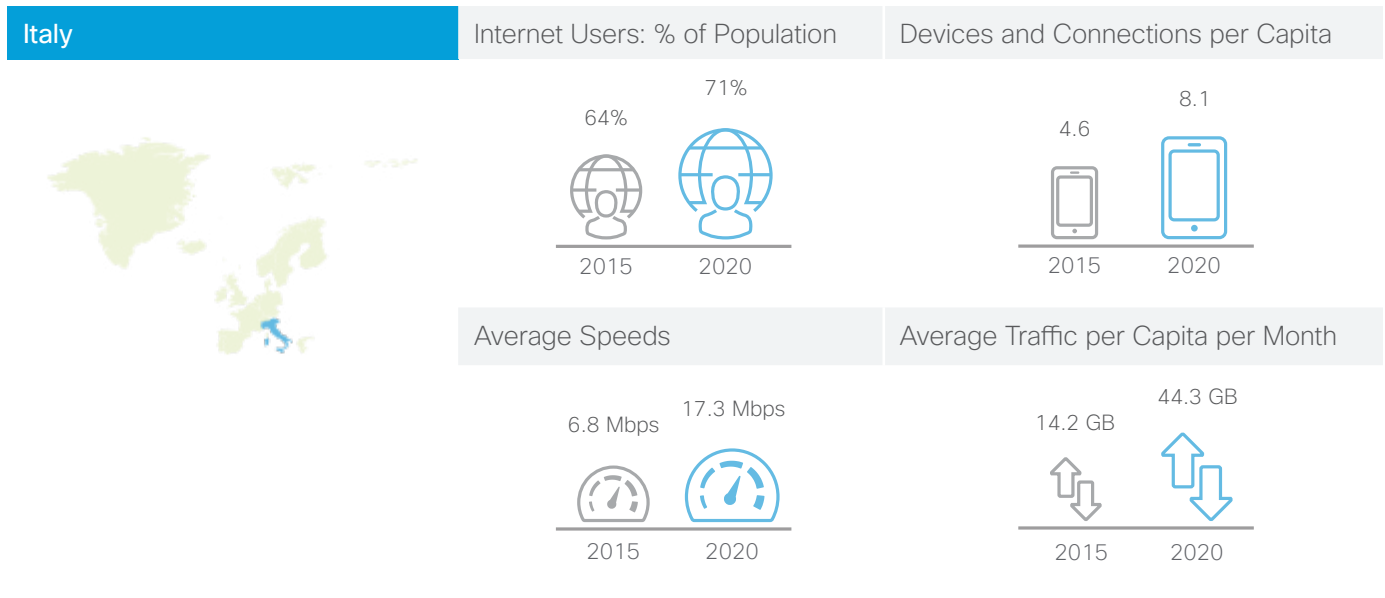 Italy
Internet Users: % of Population
Devices and Connections per Capita
64%
71%
2015
2020
4.6
8.1
2015
2020
Average Speeds
Average Traffic per Capita per Month
6.8 Mbps
17.3 Mbps
2015
2020
14.2 GB
44.3 GB
2015
2020